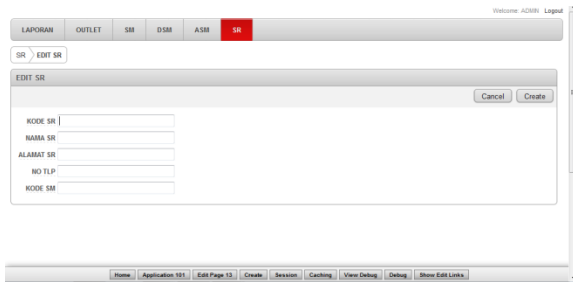 Welcome: ADMIN Logout
LAPORAN OUTLET SM DSM ASM SR
SR EDIT SR
EDIT SR
Cancel Create
KODE SR
NAMA SR
ALAMAT SR
NO TLP
KODE SM
Home Application 101 Edit Page 13 Create Session Caching View Debug Debug Show Edit Links